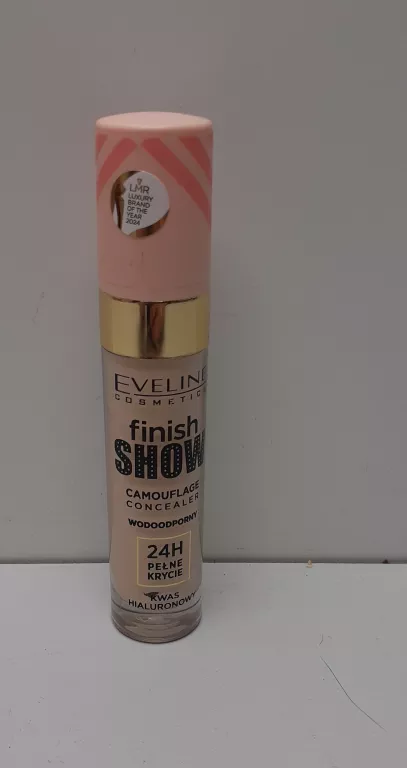 LMR
LUXURY
BRAND
OF THE
YEAR
2024
EVELINE
COSMETICS
finish
SHOW
CAMOUFLAGE
CONCEALER
WODOODPORNY
24H
PEŁNE
KRYCIE
KWAS
HIALURONOWY